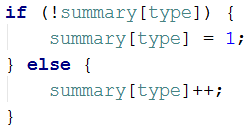 if (!summary[type]) {
    summary[type] = 1;
} else {
    summary[type]++;
}